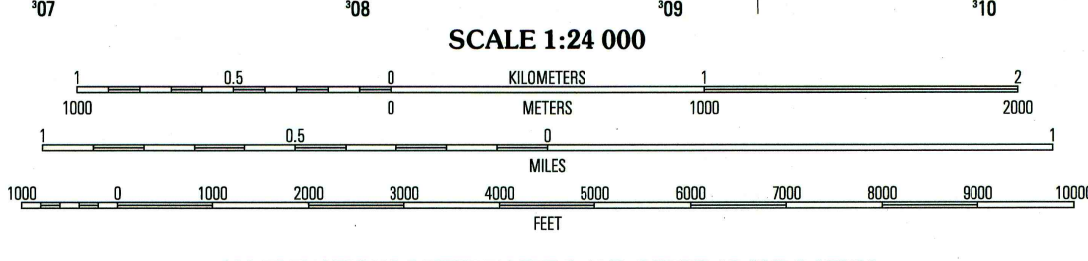 ³07 ³08 ³09 ³10
SCALE 1:24 000
1 0.5 0 KILOMETERS 1 2
1000 0 METERS 1000 2000
1 0.5 0 1
MILES
1000 0 1000 2000 3000 4000 5000 6000 7000 8000 9000 10000
FEET